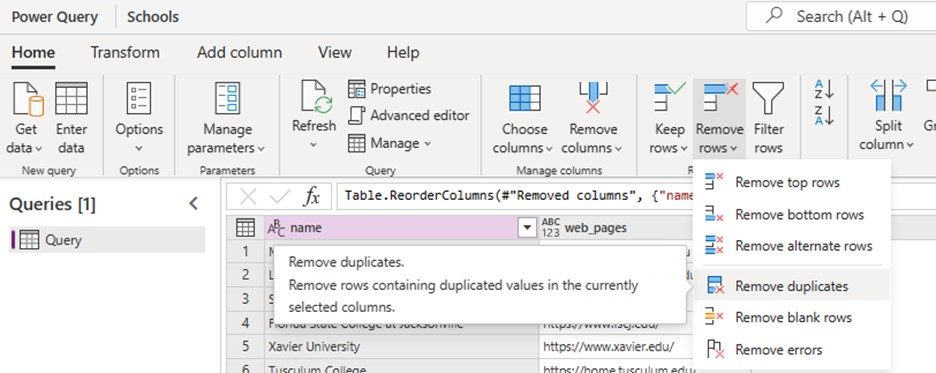 Power Query Schools Search (Alt + Q)
Home Transform Add column View Help
Get data Enter data Options Manage parameters Refresh Properties Advanced editor Manage Choose columns Remove columns Keep rows Remove rows Filter rows A Z Z A Split column
New query Options Parameters Query Manage columns
Remove top rows
Remove bottom rows
Remove alternate rows
Remove duplicates
Remove blank rows
Remove errors
Queries [1]
Query
fx Table.ReorderColumns(#"Removed columns", {"name
ABC name ABC 123 web_pages
1
2
3
Remove duplicates.
Remove rows containing duplicated values in the currently
selected columns.
4 Florida State College at Jacksonville https://www.fscj.edu/
5 Xavier University https://www.xavier.edu/
6 Tusculum College https://home.tusculum.edu/